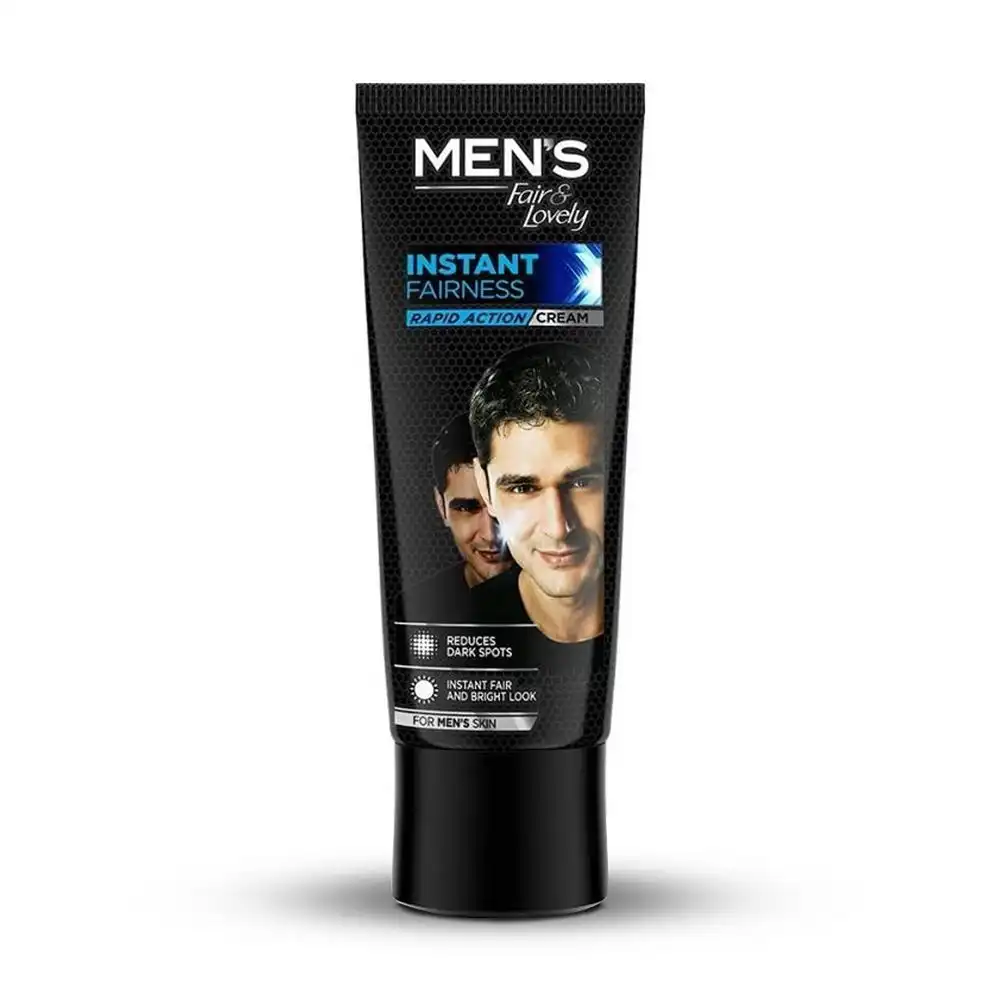 MEN'S
Fair &
Lovely
INSTANT
FAIRNESS
RAPID ACTION / CREAM
REDUCES
DARK SPOTS
INSTANT FAIR
AND BRIGHT LOOK
FOR MEN'S SKIN